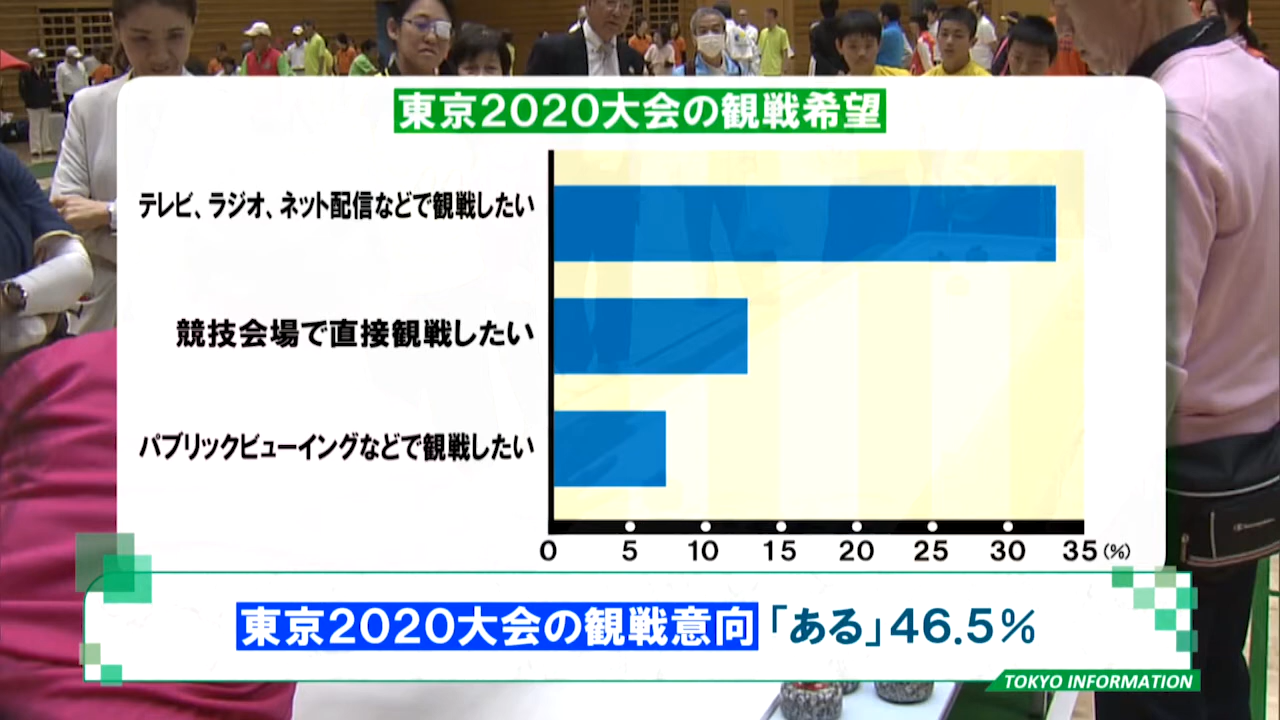 東京2020大会の観戦希望
テレビ、ラジオ、ネット配信などで観戦したい
競技会場で直接観戦したい
パブリックビューイングなどで観戦したい
0 5 10 15 20 25 30 35 (%)
東京2020大会の観戦意向「ある」46.5%
TOKYO INFORMATION